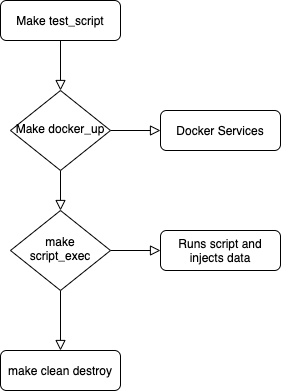 Make test_script
Make docker_up
Docker Services
make
script_exec
Runs script and
injects data
make clean destroy